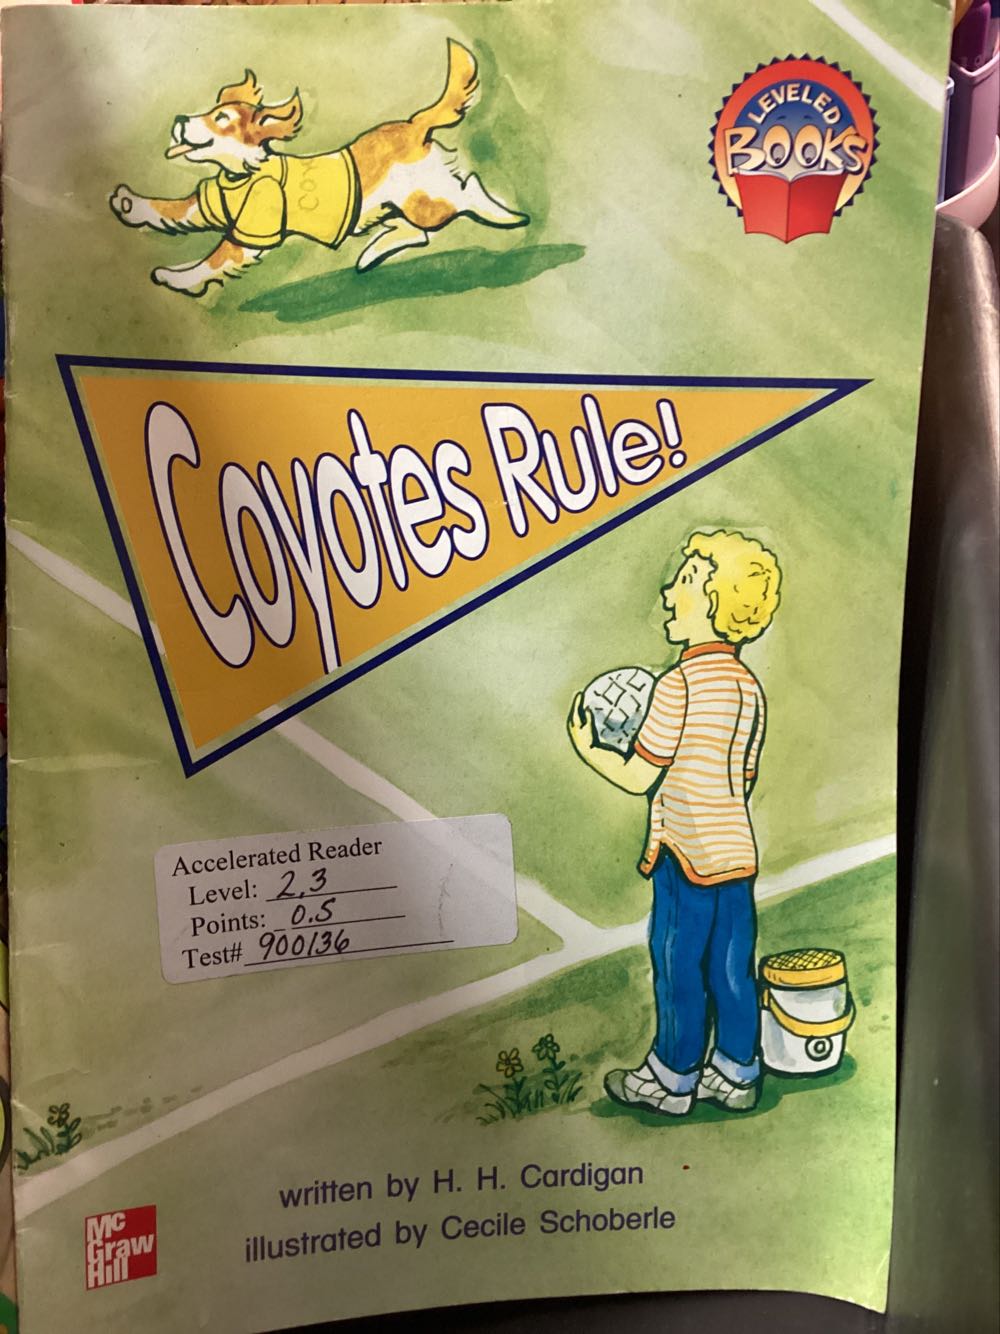 LEVELED
BOOKS
COY
Coyotes Rule!
Accelerated Reader
Level: 2.3
Points: 0.5
Test# 900136
written by H. H. Cardigan
illustrated by Cecile Schoberle
Mc
Graw
Hill